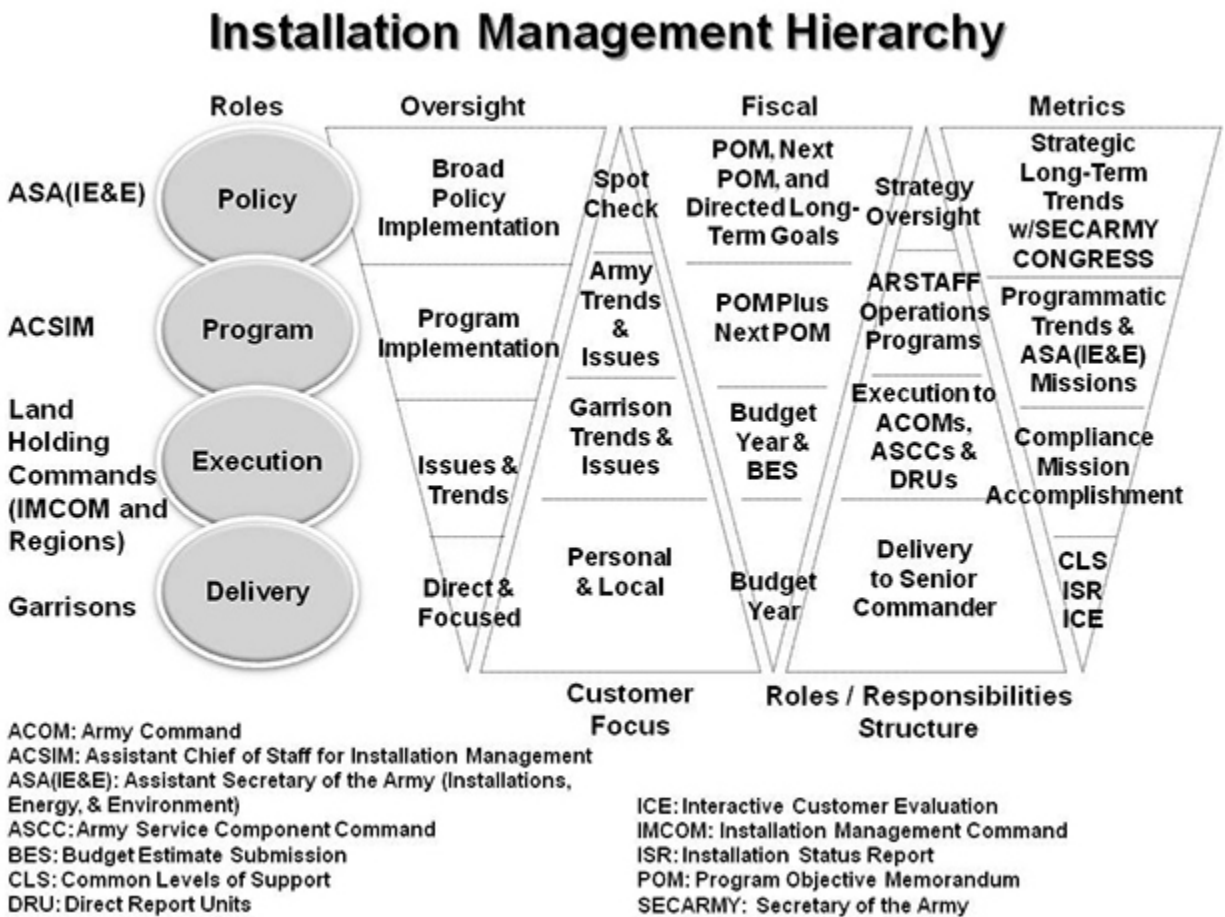 Installation Management Hierarchy
Roles
Oversight
Fiscal
Metrics
ASA(IE&E)
Policy
Broad
Policy
Implementation
Spot
Check
POM, Next
POM, and
Directed Long-
Term Goals
Strategy
Oversight
Strategic
Long-Term
Trends
w/SECARMY
CONGRESS
ACSIM
Program
Program
Implementation
Army
Trends
&
Issues
POM Plus
Next POM
ARSTAFF
Operations
Programs
Programmatic
Trends &
ASA(IE&E)
Missions
Land
Holding
Commands
(IMCOM and
Regions)
Execution
Issues &
Trends
Garrison
Trends &
Issues
Budget
Year &
BES
Execution to
ACOMs,
ASCCs &
DRUs
Compliance
Mission
Accomplishment
Garrisons
Delivery
Direct &
Focused
Personal
& Local
Budget
Year
Delivery
to Senior
Commander
CLS
ISR
ICE
Customer
Focus
Roles / Responsibilities
Structure
ACOM: Army Command
ACSIM: Assistant Chief of Staff for Installation Management
ASA(IE&E): Assistant Secretary of the Army (Installations,
Energy, & Environment)
ASCC: Army Service Component Command
BES: Budget Estimate Submission
CLS: Common Levels of Support
DRU: Direct Report Units
ICE: Interactive Customer Evaluation
IMCOM: Installation Management Command
ISR: Installation Status Report
POM: Program Objective Memorandum
SECARMY: Secretary of the Army